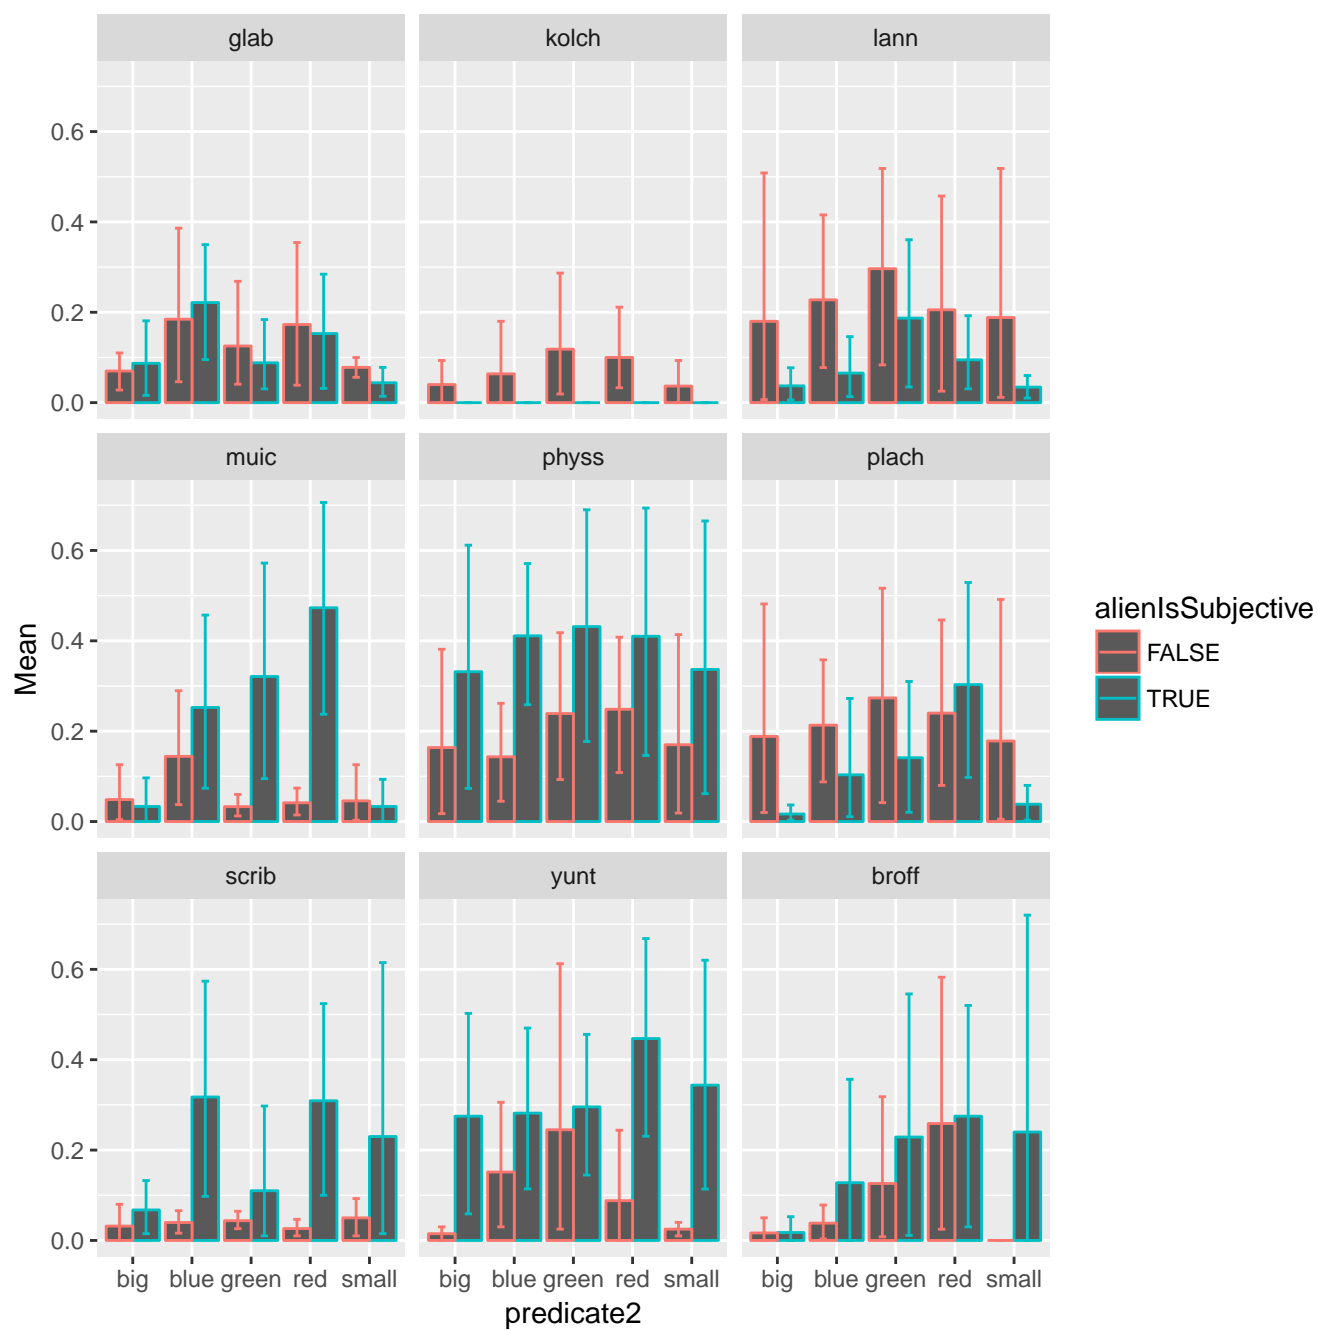 glab kolch lann
0.6
0.4
0.2
0.0
muic physs plach
0.6
0.4
0.2
0.0
scrib yunt broff
0.6
0.4
0.2
0.0
big blue green red small big blue green red small big blue green red small
predicate2
Mean
alienIsSubjective
FALSE
TRUE